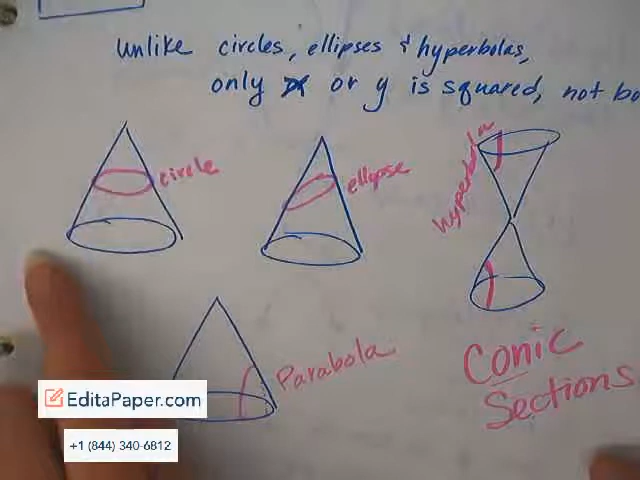 unlike circles, ellipses & hyperbolas,
only x or y is squared, not bo
circle
ellipse
hyperbola
Parabola
Conic
Sections
EditaPaper.com
+1 (844) 340-6812